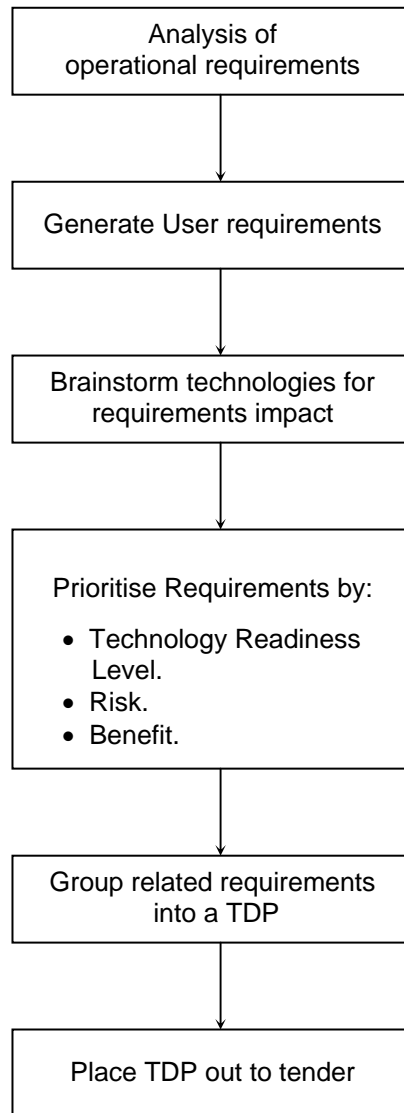 Analysis of
operational requirements
Generate User requirements
Brainstorm technologies for
requirements impact
Prioritise Requirements by:
• Technology Readiness
Level.
• Risk.
• Benefit.
Group related requirements
into a TDP
Place TDP out to tender